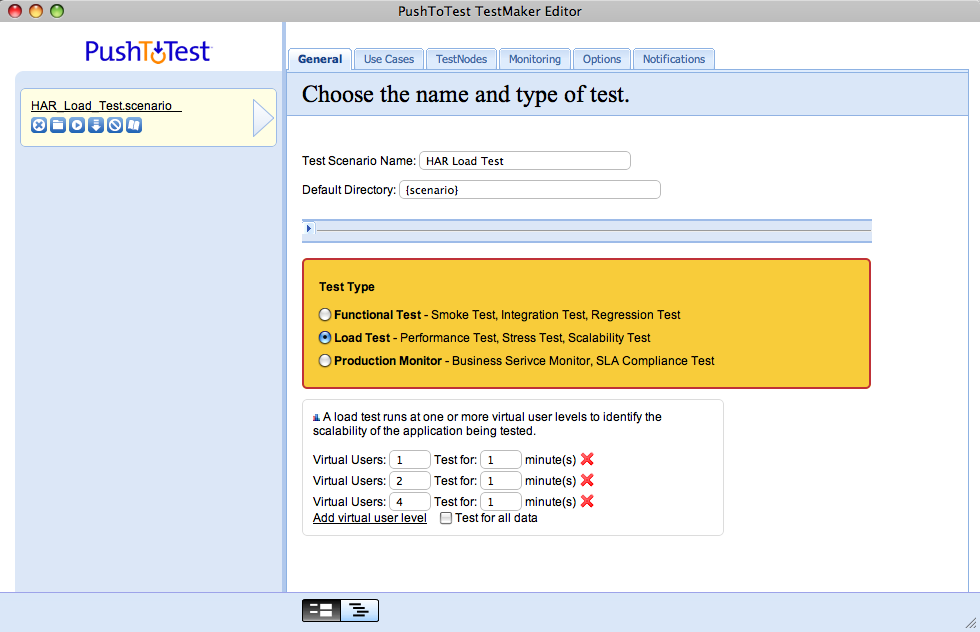 PushToTest TestMaker Editor
PushToTest
HAR_Load_Test.scenario
General
Use Cases
TestNodes
Monitoring
Options
Notifications
Choose the name and type of test.
Test Scenario Name: HAR Load Test
Default Directory: {scenario}
Test Type
Functional Test - Smoke Test, Integration Test, Regression Test
Load Test - Performance Test, Stress Test, Scalability Test
Production Monitor - Business Serivce Monitor, SLA Compliance Test
A load test runs at one or more virtual user levels to identify the
scalability of the application being tested.
Virtual Users: 1 Test for: 1 minute(s)
Virtual Users: 2 Test for: 1 minute(s)
Virtual Users: 4 Test for: 1 minute(s)
Add virtual user level Test for all data